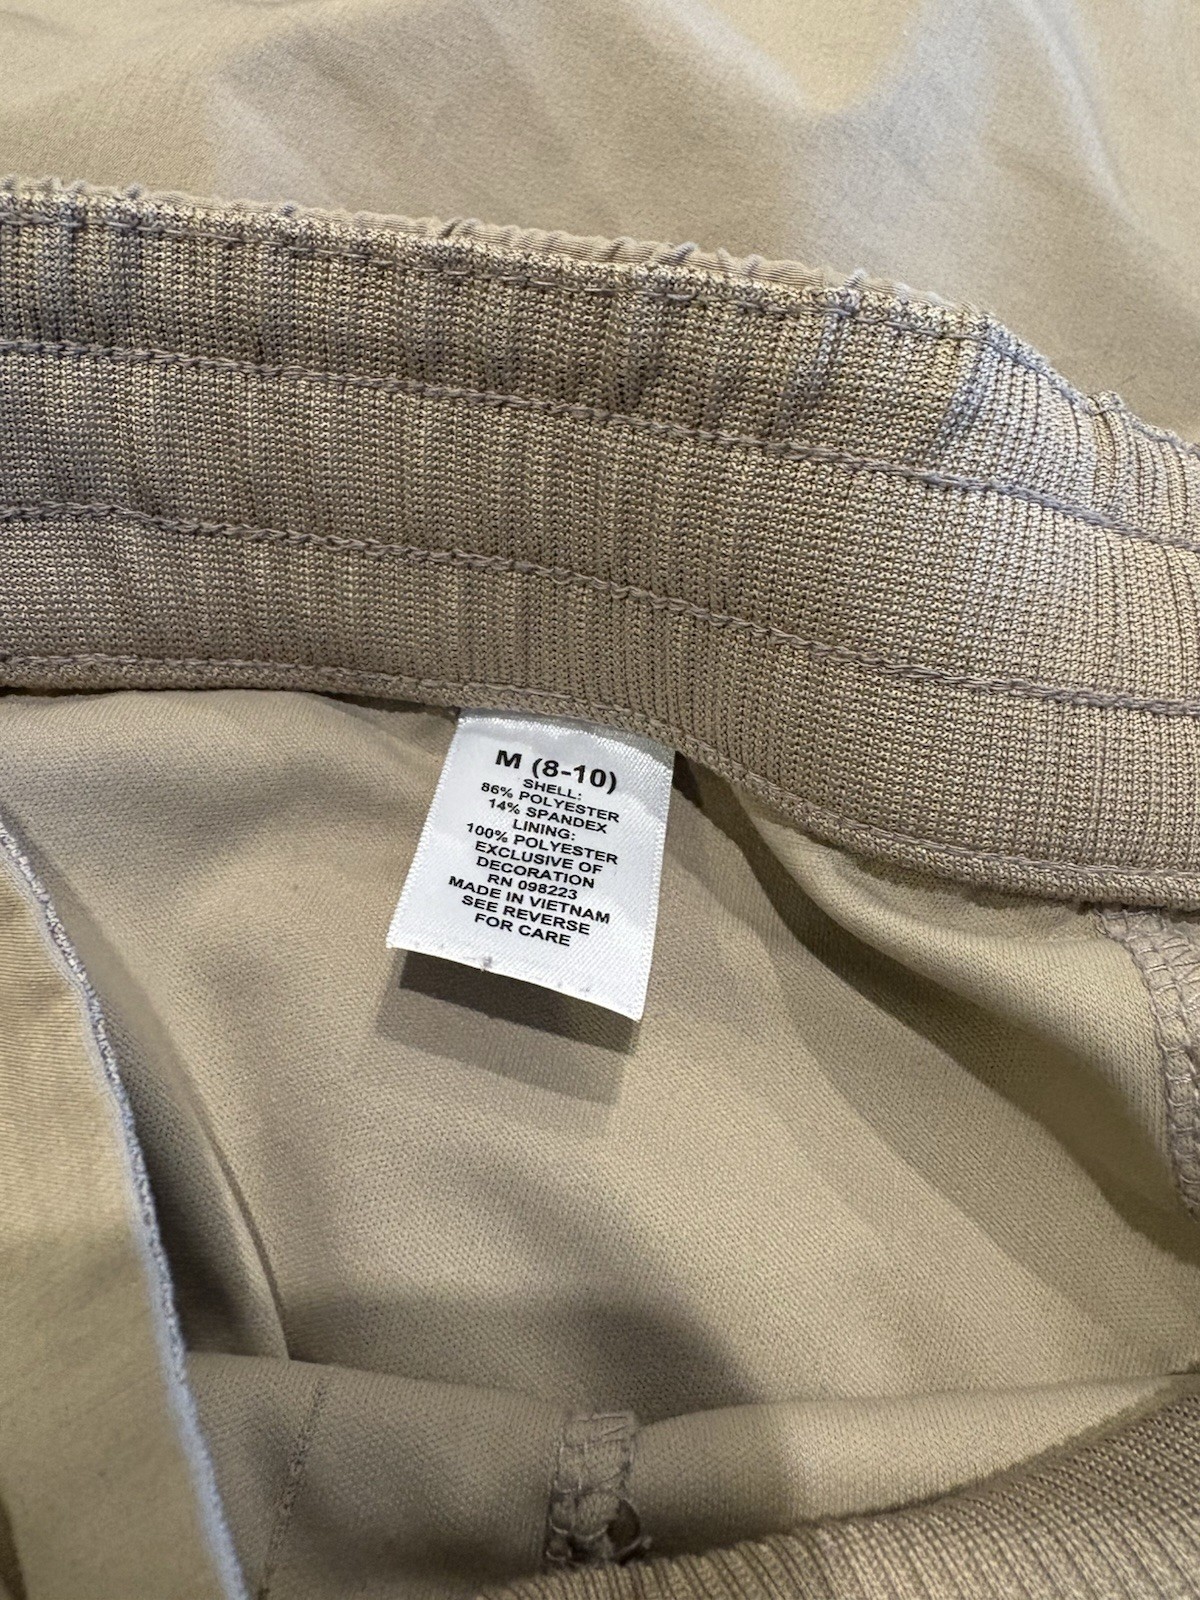 M (8-10)
SHELL:
86% POLYESTER
14% SPANDEX
LINING:
100% POLYESTER
EXCLUSIVE OF
DECORATION
RN 098223
MADE IN VIETNAM
SEE REVERSE
FOR CARE